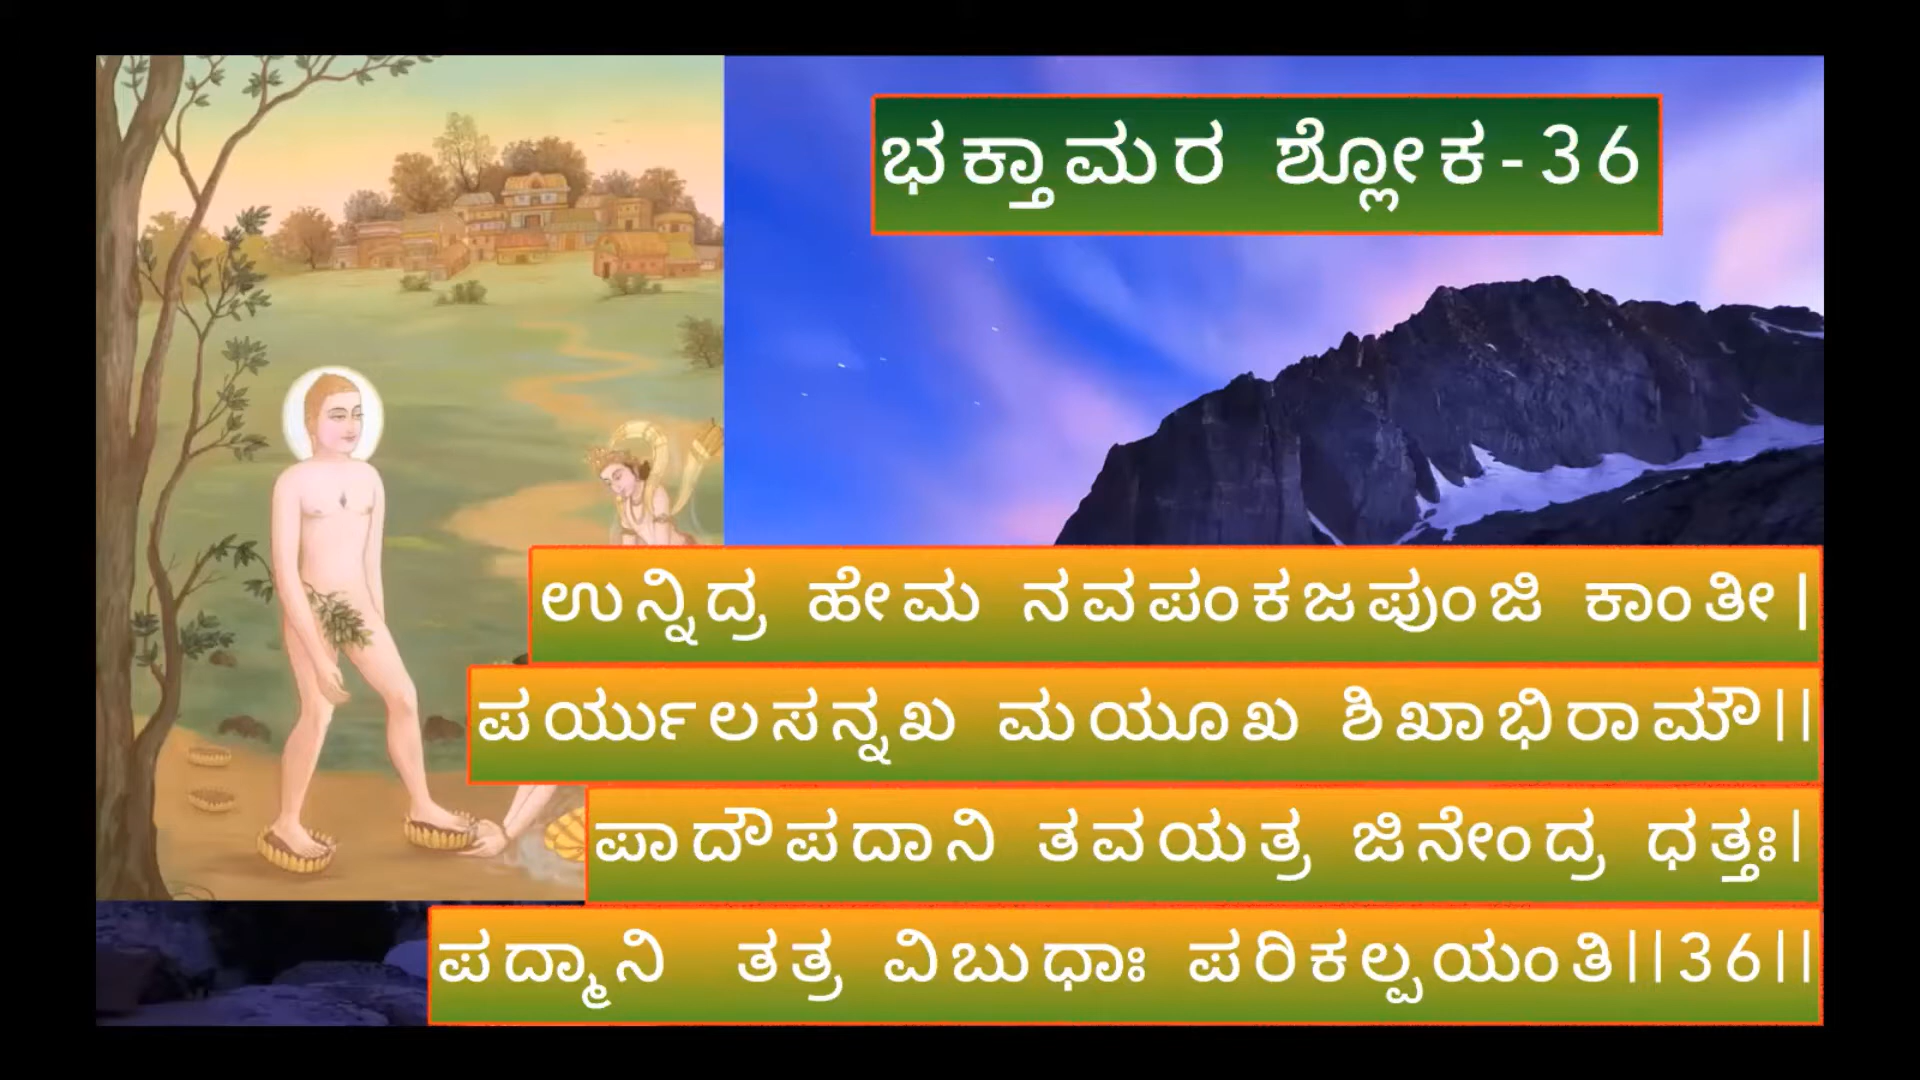 ಭಕ್ತಾಮರ ಶ್ಲೋಕ-36
ಉನ್ನಿದ್ರ ಹೇಮ ನವಪಂಕಜಪುಂಜಿ ಕಾಂತೀ|
ಪರ್ಯುಲಸನ್ನಖ ಮಯೂಖ ಶಿಖಾಭಿರಾಮೌ||
ಪಾದೌಪದಾನಿ ತವಯತ್ರ ಜಿನೇಂದ್ರ ಧತ್ತಃ|
ಪದ್ಮಾನಿ ತತ್ರ ವಿಬುಧಾಃ ಪರಿಕಲ್ಪಯಂತಿ||36||